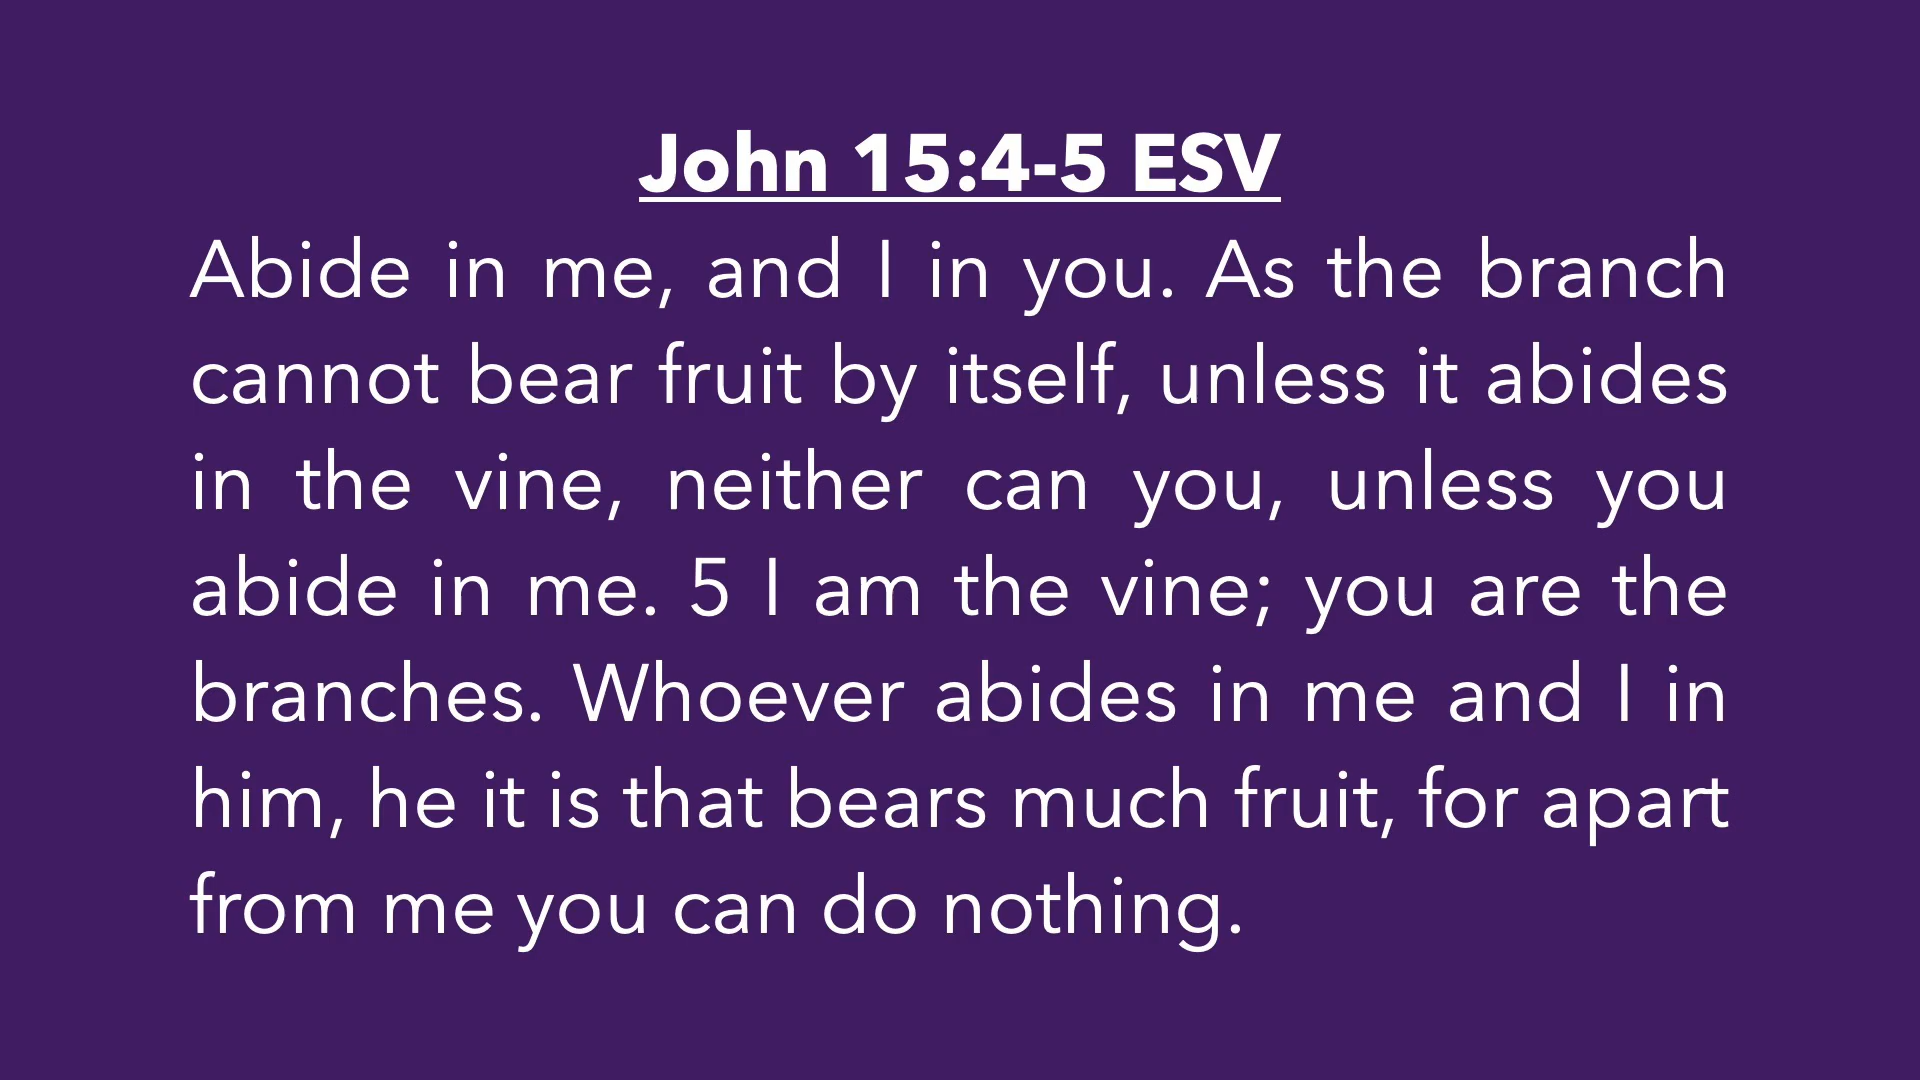 John 15:4-5 ESV
Abide in me, and I in you. As the branch
cannot bear fruit by itself, unless it abides
in the vine, neither can you, unless you
abide in me. 5 I am the vine; you are the
branches. Whoever abides in me and I in
him, he it is that bears much fruit, for apart
from me you can do nothing.